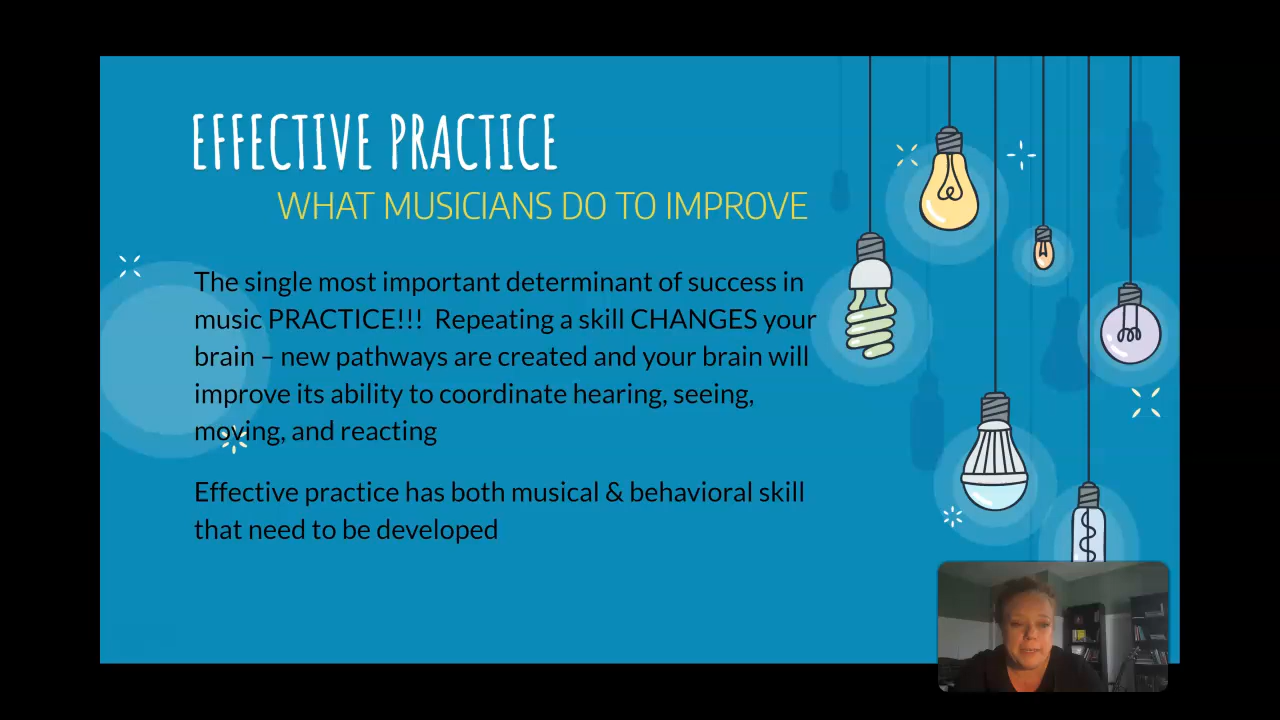 EFFECTIVE PRACTICE
WHAT MUSICIANS DO TO IMPROVE
The single most important determinant of success in
music PRACTICE!!!  Repeating a skill CHANGES your
brain – new pathways are created and your brain will
improve its ability to coordinate hearing, seeing,
moving, and reacting
Effective practice has both musical & behavioral skill
that need to be developed